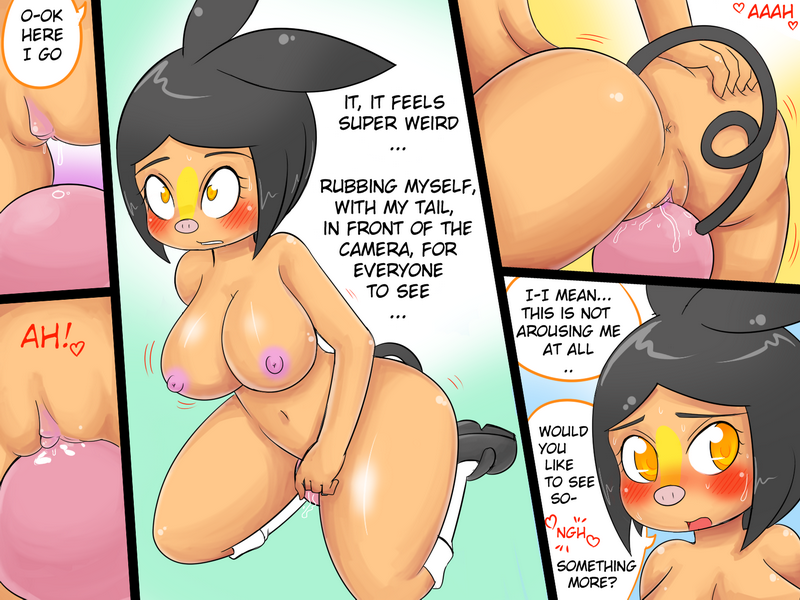 O-OK
HERE
I GO
AH!
IT, IT FEELS
SUPER WEIRD
...
RUBBING MYSELF,
WITH MY TAIL,
IN FRONT OF THE
CAMERA, FOR
EVERYONE
TO SEE
...
AAAH
I-I MEAN...
THIS IS NOT
AROUSING ME
AT ALL
..
WOULD
YOU
LIKE
TO SEE
SO-
NGH
SOMETHING
MORE?